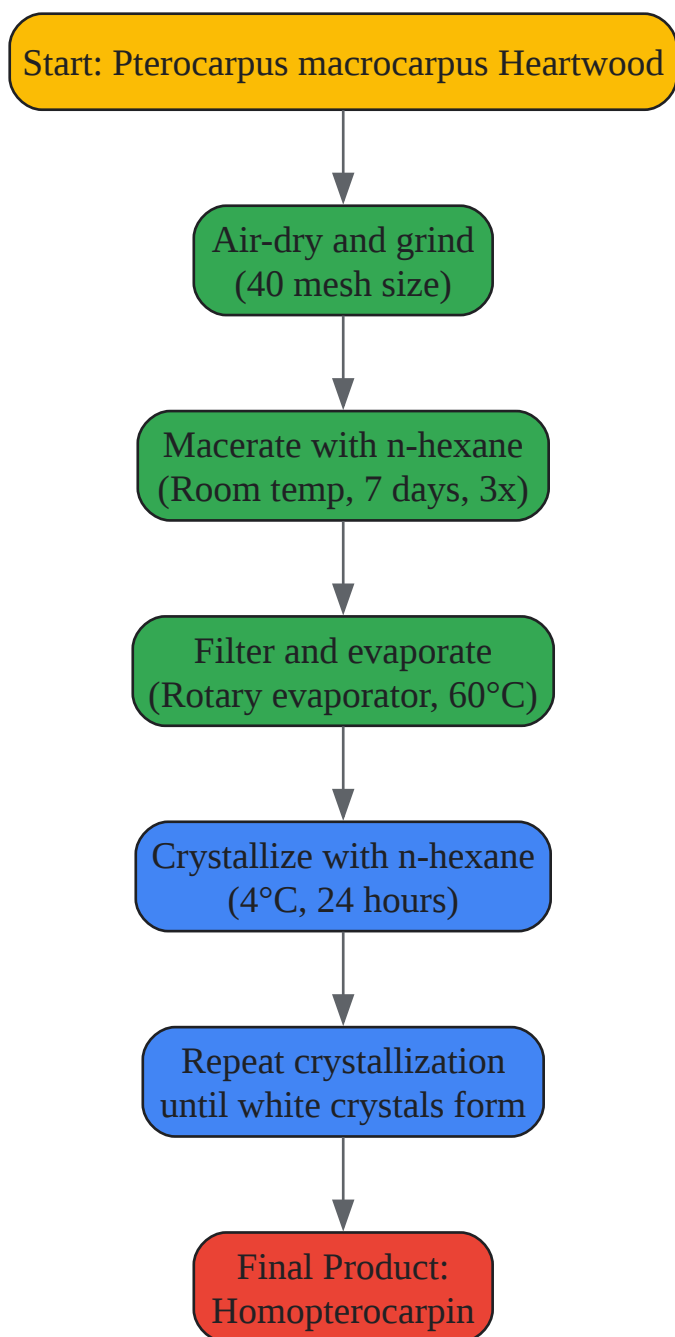 Start: Pterocarpus macrocarpus Heartwood
Air-dry and grind
(40 mesh size)
Macerate with n-hexane
(Room temp, 7 days, 3x)
Filter and evaporate
(Rotary evaporator, 60°C)
Crystallize with n-hexane
(4°C, 24 hours)
Repeat crystallization
until white crystals form
Final Product:
Homopterocarpin